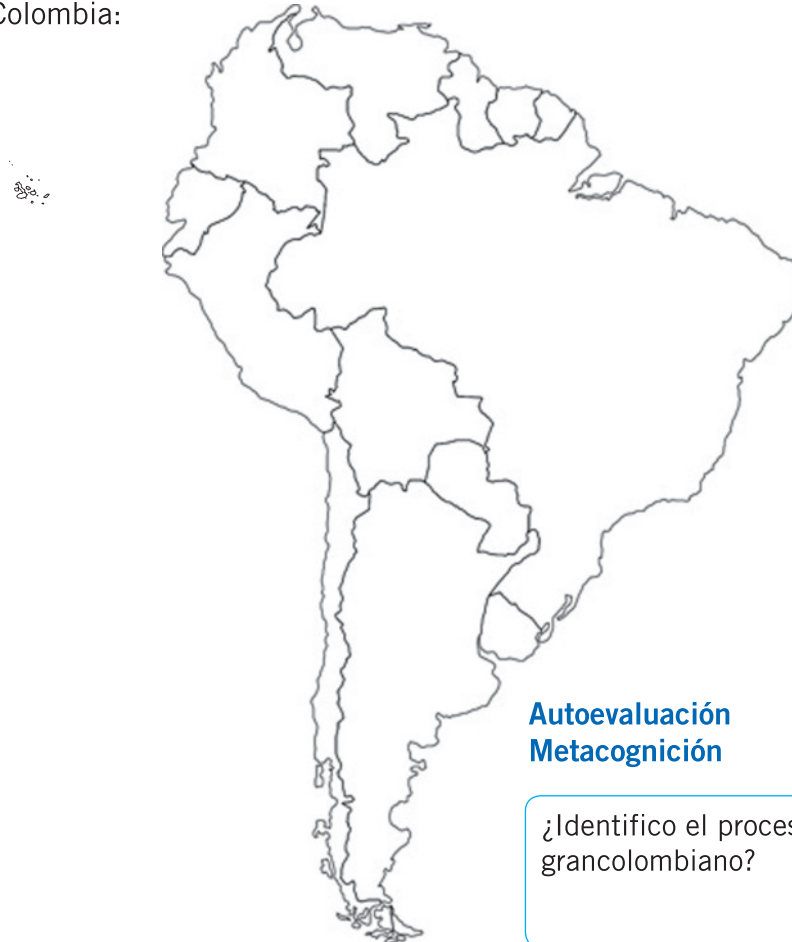 Colombia:
Autoevaluación
Metacognición
¿Identifico el proces
grancolombiano?